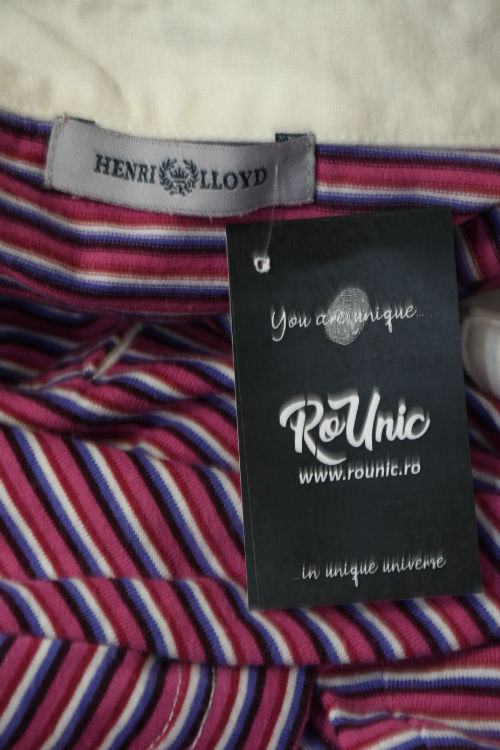 HENRI LLOYD
You are unique...
RoUnic
www.rounic.ro
...in unique universe